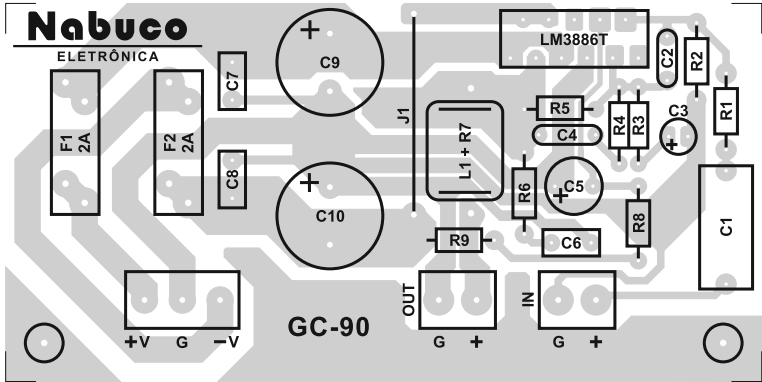 Nabuco
ELETRÔNICA
F1
2A
F2
2A
C7
C8
C9
C10
J1
L1 + R7
LM3886T
C2
R2
R1
R5
C4
R4
R3
C3
R6
C5
R8
C6
R9
C1
OUT
IN
+V G −V
GC-90
G +
G +